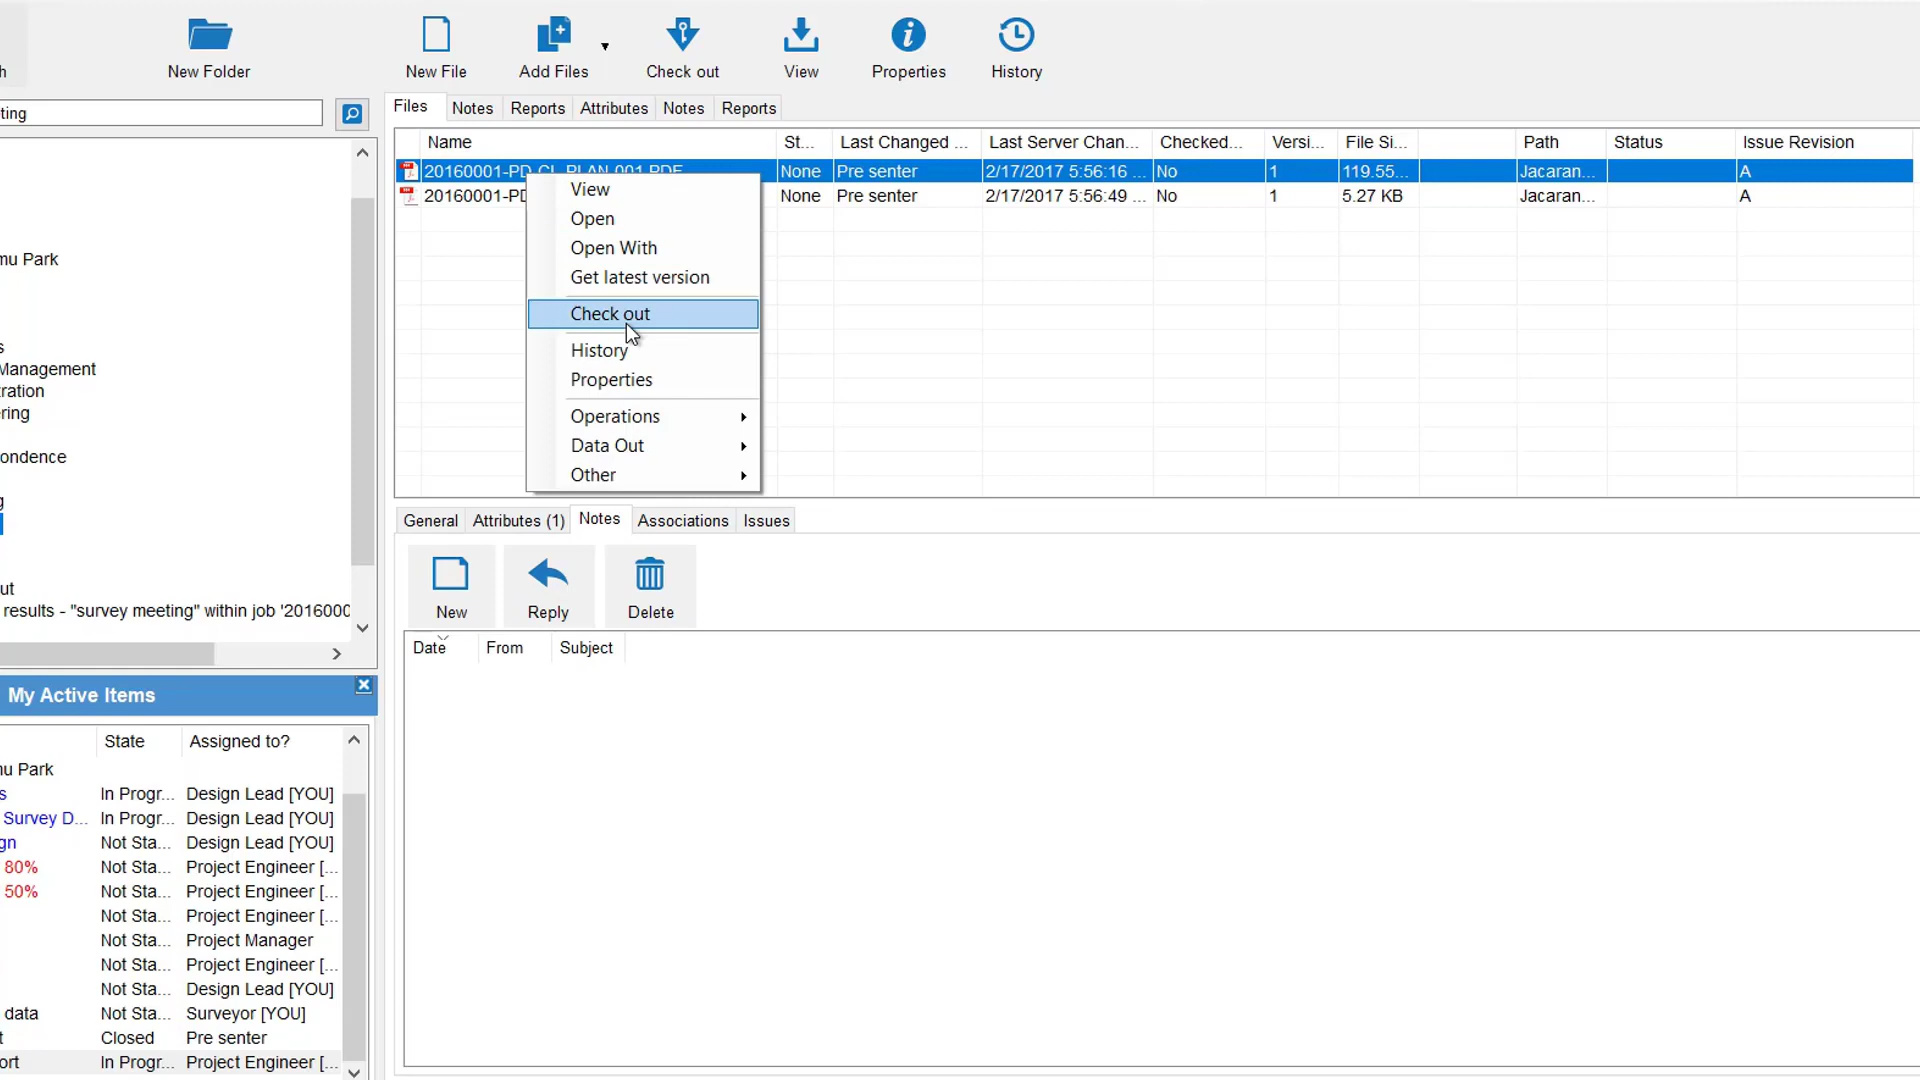 h
New Folder
New File
Add Files
Check out
View
Properties
History
ting
Files Notes Reports Attributes Notes Reports
Name St... Last Changed ... Last Server Chan... Checked... Versi... File Si... Path Status Issue Revision
20160001-PD-CL-PLAN-001.PDF None Pre senter 2/17/2017 5:56:16 ... No 1 119.55... Jacaran... A
20160001-PD None Pre senter 2/17/2017 5:56:49 ... No 1 5.27 KB Jacaran... A
View
Open
Open With
Get latest version
Check out
History
Properties
Operations
Data Out
Other
mu Park
s
Management
ration
ering
ondence
g
ut
results - "survey meeting" within job '2016000
General Attributes (1) Notes Associations Issues
New Reply Delete
Date From Subject
My Active Items
State Assigned to?
nu Park
s In Progr... Design Lead [YOU]
Survey D... In Progr... Design Lead [YOU]
gn Not Sta... Design Lead [YOU]
80% Not Sta... Project Engineer [...
50% Not Sta... Project Engineer [...
Not Sta... Project Engineer [...
Not Sta... Project Manager
Not Sta... Project Engineer [...
Not Sta... Design Lead [YOU]
data Not Sta... Surveyor [YOU]
t Closed Pre senter
ort In Progr... Project Engineer [...